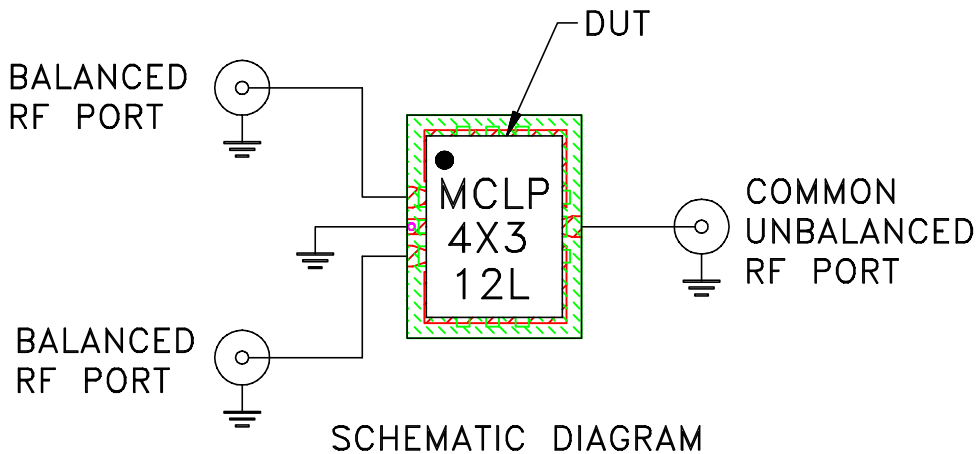 DUT
BALANCED
RF PORT
MCLP
4X3
12L
COMMON
UNBALANCED
RF PORT
BALANCED
RF PORT
SCHEMATIC DIAGRAM